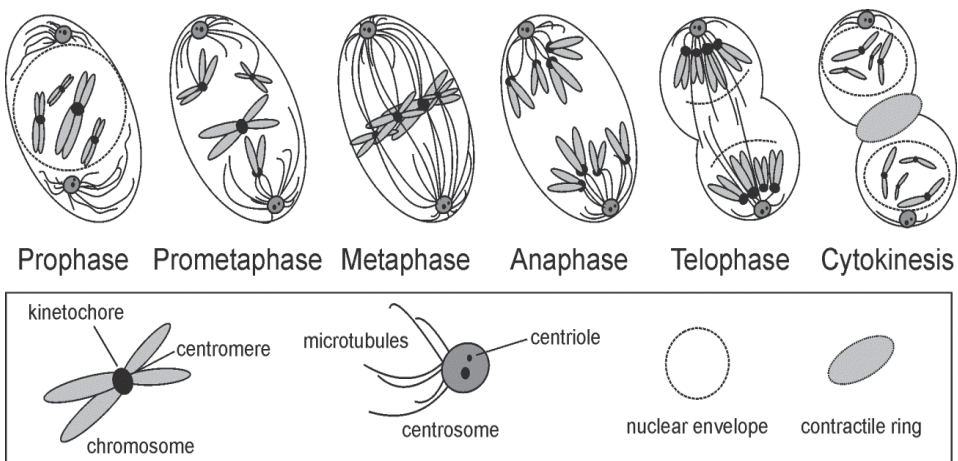 Prophase Prometaphase Metaphase Anaphase Telophase Cytokinesis
kinetochore
centromere
chromosome
microtubules
centriole
centrosome
nuclear envelope
contractile ring